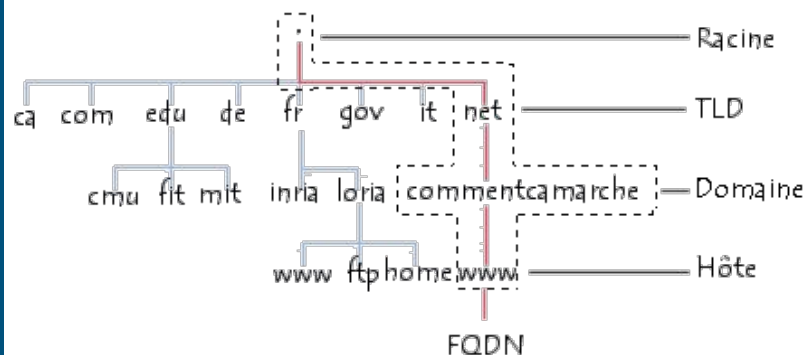 . Racine
ca com edu de fr gov it net TLD
cmu fit mit inria loria commentcamarche Domaine
www ftp home www Hôte
FQDN